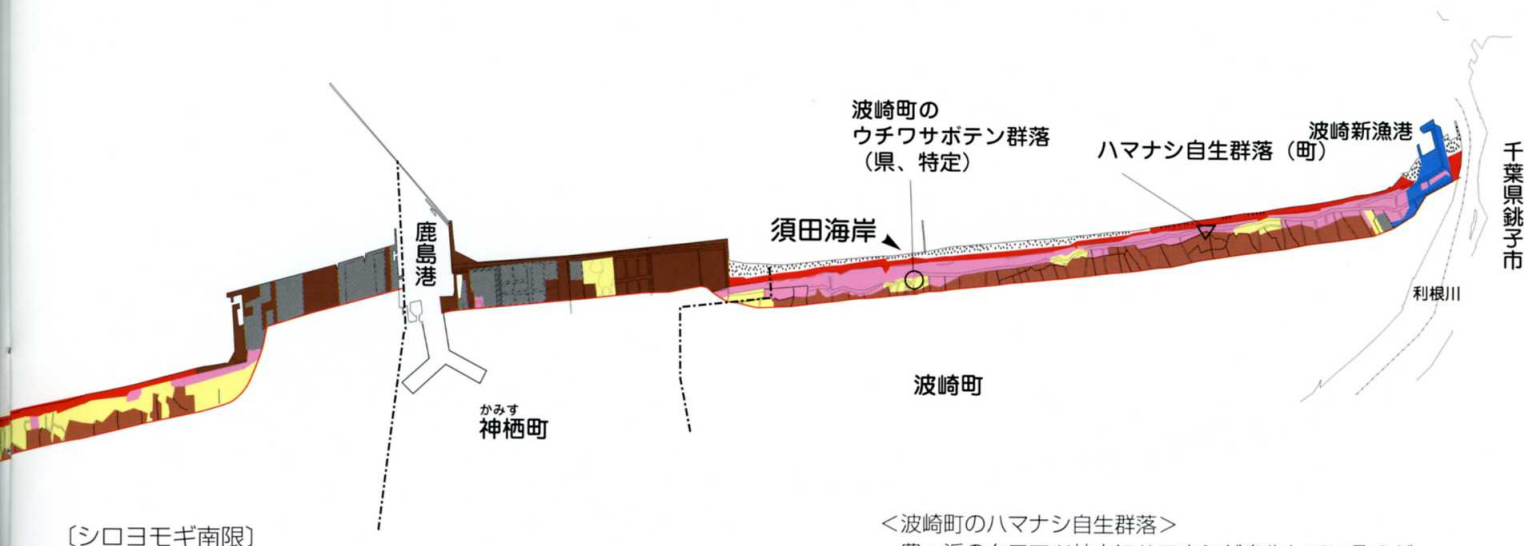 波崎町の
ウチワサボテン群落
（県、特定）
ハマナシ自生群落（町）
波崎新漁港
千葉県銚子市
須田海岸
鹿島港
利根川
波崎町
かみす
神栖町
〔シロヨモギ南限〕
＜波崎町のハマナシ自生群落＞